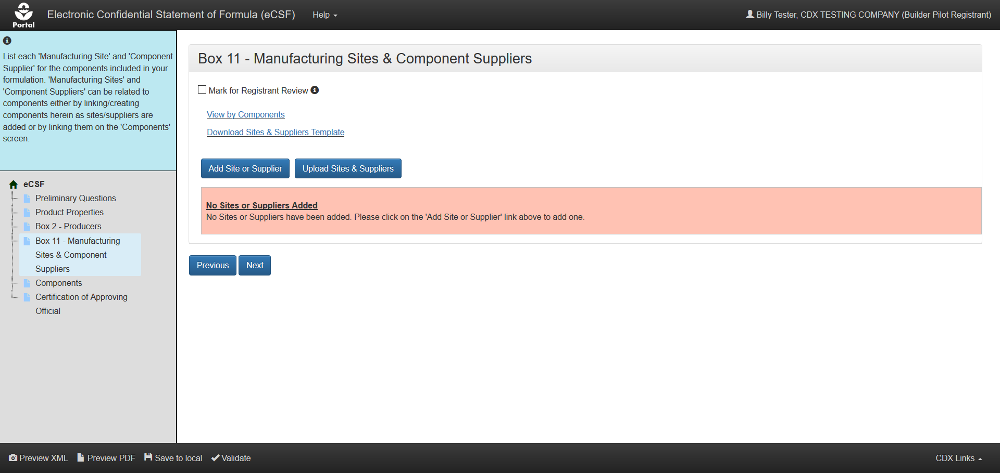 Portal
Electronic Confidential Statement of Formula (eCSF)
Help
Billy Tester, CDX TESTING COMPANY (Builder Pilot Registrant)
List each 'Manufacturing Site' and 'Component
Supplier' for the components included in your
formulation. 'Manufacturing Sites' and
'Component Suppliers' can be related to
components either by linking/creating
components herein as sites/suppliers are
added or by linking them on the 'Components'
screen.
eCSF
Preliminary Questions
Product Properties
Box 2 - Producers
Box 11 - Manufacturing
Sites & Component
Suppliers
Components
Certification of Approving
Official
Box 11 - Manufacturing Sites & Component Suppliers
Mark for Registrant Review
View by Components
Download Sites & Suppliers Template
Add Site or Supplier
Upload Sites & Suppliers
No Sites or Suppliers Added
No Sites or Suppliers have been added. Please click on the 'Add Site or Supplier' link above to add one.
Previous
Next
Preview XML
Preview PDF
Save to local
Validate
CDX Links